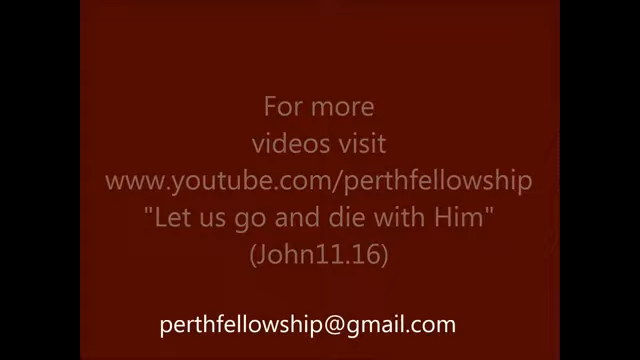 For more
videos visit
www.youtube.com/perthfellowship
"Let us go and die with Him"
(John11.16)
perthfellowship@gmail.com